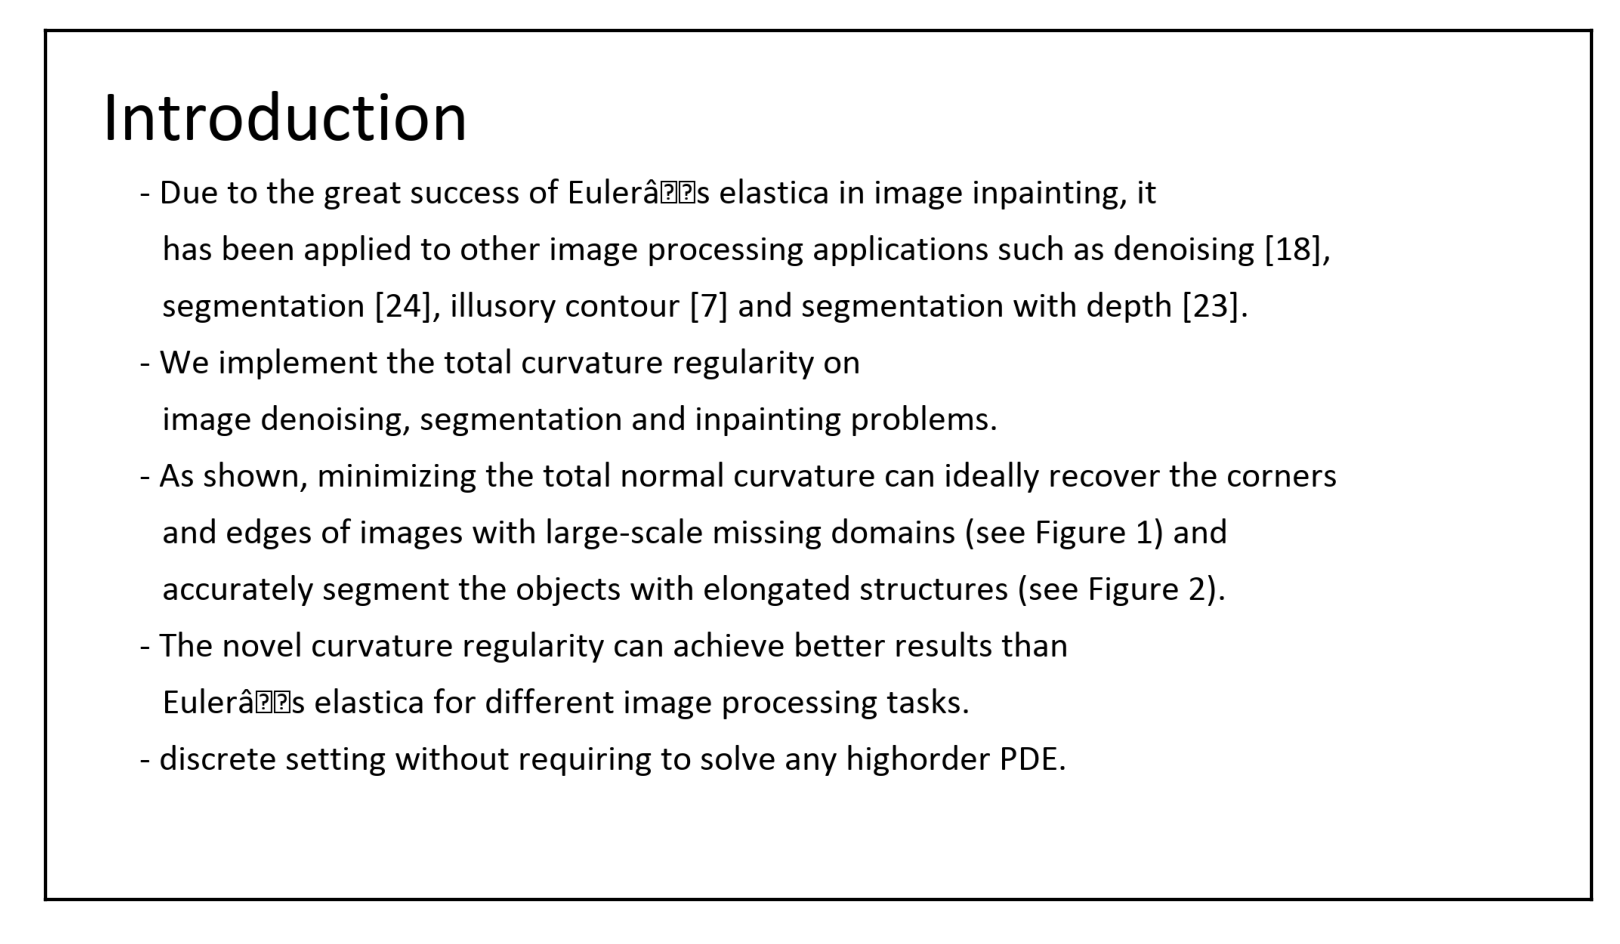 Introduction
- Due to the great success of Eulerâ��s elastica in image inpainting, it
has been applied to other image processing applications such as denoising [18],
segmentation [24], illusory contour [7] and segmentation with depth [23].
- We implement the total curvature regularity on
image denoising, segmentation and inpainting problems.
- As shown, minimizing the total normal curvature can ideally recover the corners
and edges of images with large-scale missing domains (see Figure 1) and
accurately segment the objects with elongated structures (see Figure 2).
- The novel curvature regularity can achieve better results than
Eulerâ��s elastica for different image processing tasks.
- discrete setting without requiring to solve any highorder PDE.